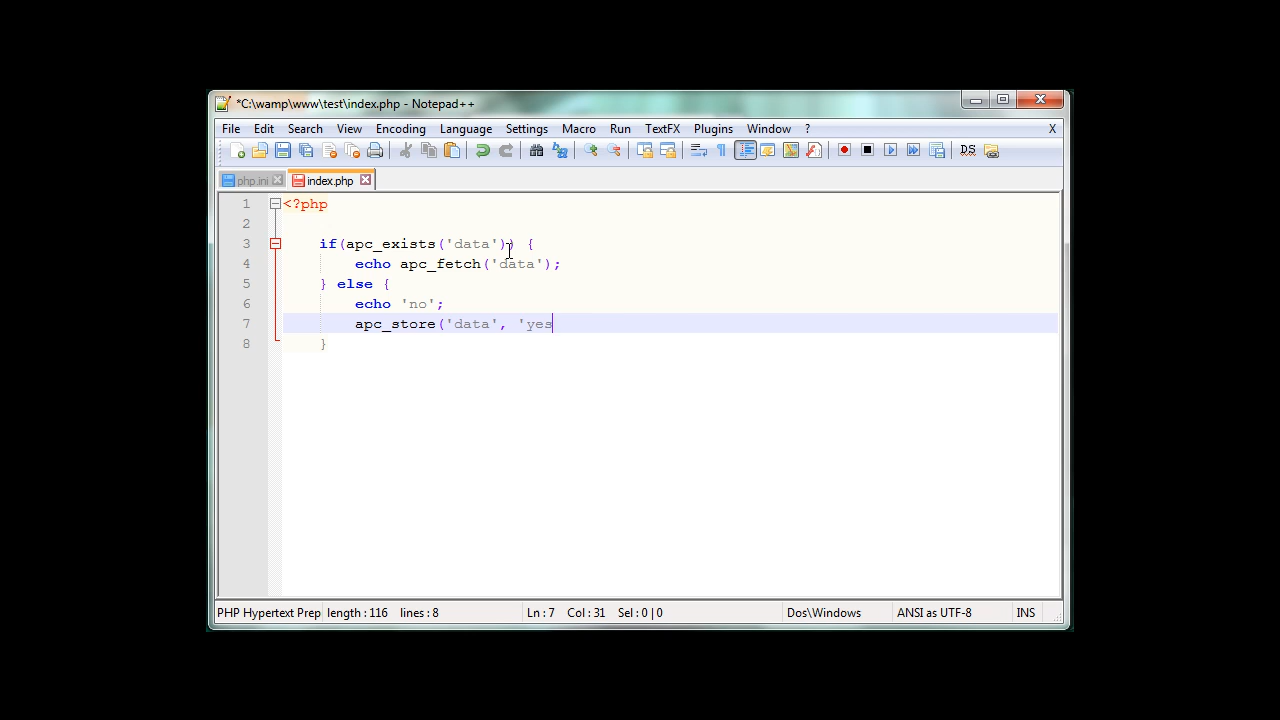 *C:\wamp\www\test\index.php - Notepad++
File Edit Search View Encoding Language Settings Macro Run TextFX Plugins Window ? X
php.ini index.php
1 <?php
2
3 if(apc_exists('data')) {
4 echo apc_fetch('data');
5 } else {
6 echo 'no';
7 apc_store('data', 'yes
8 }
PHP Hypertext Prep length : 116 lines : 8 Ln : 7 Col : 31 Sel : 0 | 0 Dos\Windows ANSI as UTF-8 INS